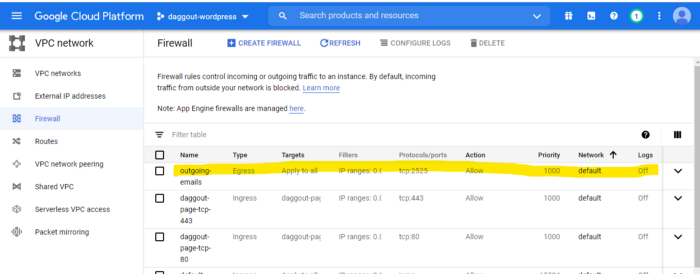 Google Cloud Platform daggout-wordpress Search products and resources 1
VPC network Firewall CREATE FIREWALL REFRESH CONFIGURE LOGS DELETE
VPC networks
External IP addresses
Firewall
Routes
VPC network peering
Shared VPC
Serverless VPC access
Packet mirroring
Firewall rules control incoming or outgoing traffic to an instance. By default, incoming
traffic from outside your network is blocked. Learn more
Note: App Engine firewalls are managed here.
Filter table
Name Type Targets Filters Protocols/ports Action Priority Network Logs
outgoing- Egress Apply to all IP ranges: 0.0 tcp:2525 Allow 1000 default Off
emails
daggout- Ingress daggout-pag IP ranges: 0.0 tcp:443 Allow 1000 default Off
page-tcp-
443
daggout- Ingress daggout-pag IP ranges: 0.0 tcp:80 Allow 1000 default Off
page-tcp-
80